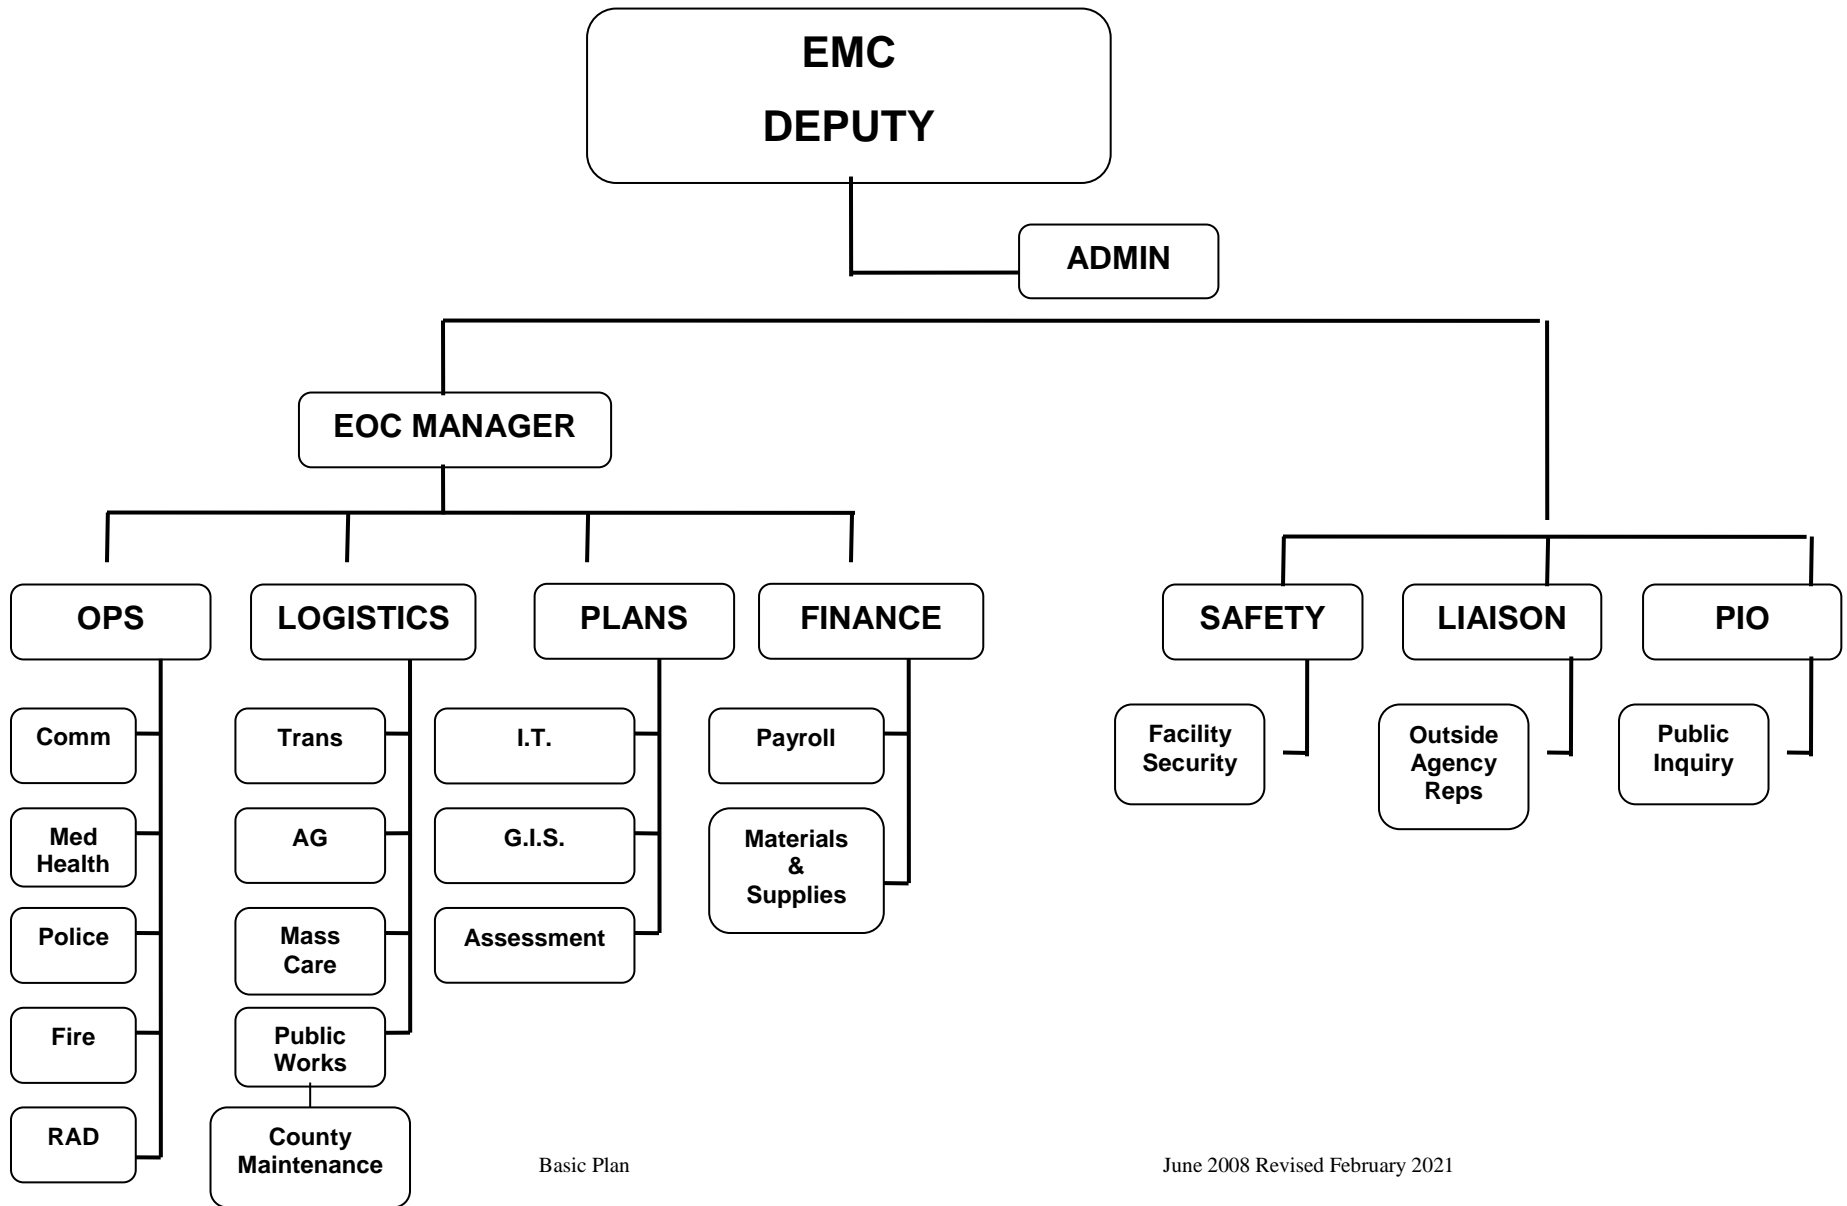 EMC
DEPUTY
ADMIN
EOC MANAGER
OPS
LOGISTICS
PLANS
FINANCE
SAFETY
LIAISON
PIO
Comm
Med
Health
Police
Fire
RAD
Trans
AG
Mass
Care
Public
Works
County
Maintenance
I.T.
G.I.S.
Assessment
Payroll
Materials
&
Supplies
Facility
Security
Outside
Agency
Reps
Public
Inquiry
Basic Plan
June 2008 Revised February 2021